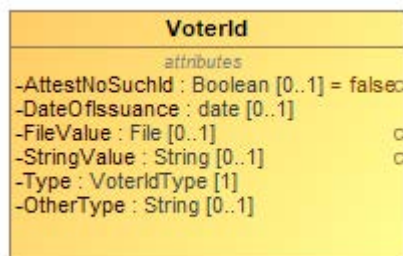 VoterId
attributes
-AttestNoSuchId : Boolean [0..1] = false
-DateOfIssuance : date [0..1]
-FileValue : File [0..1]
-StringValue : String [0..1]
-Type : VoterIdType [1]
-OtherType : String [0..1]